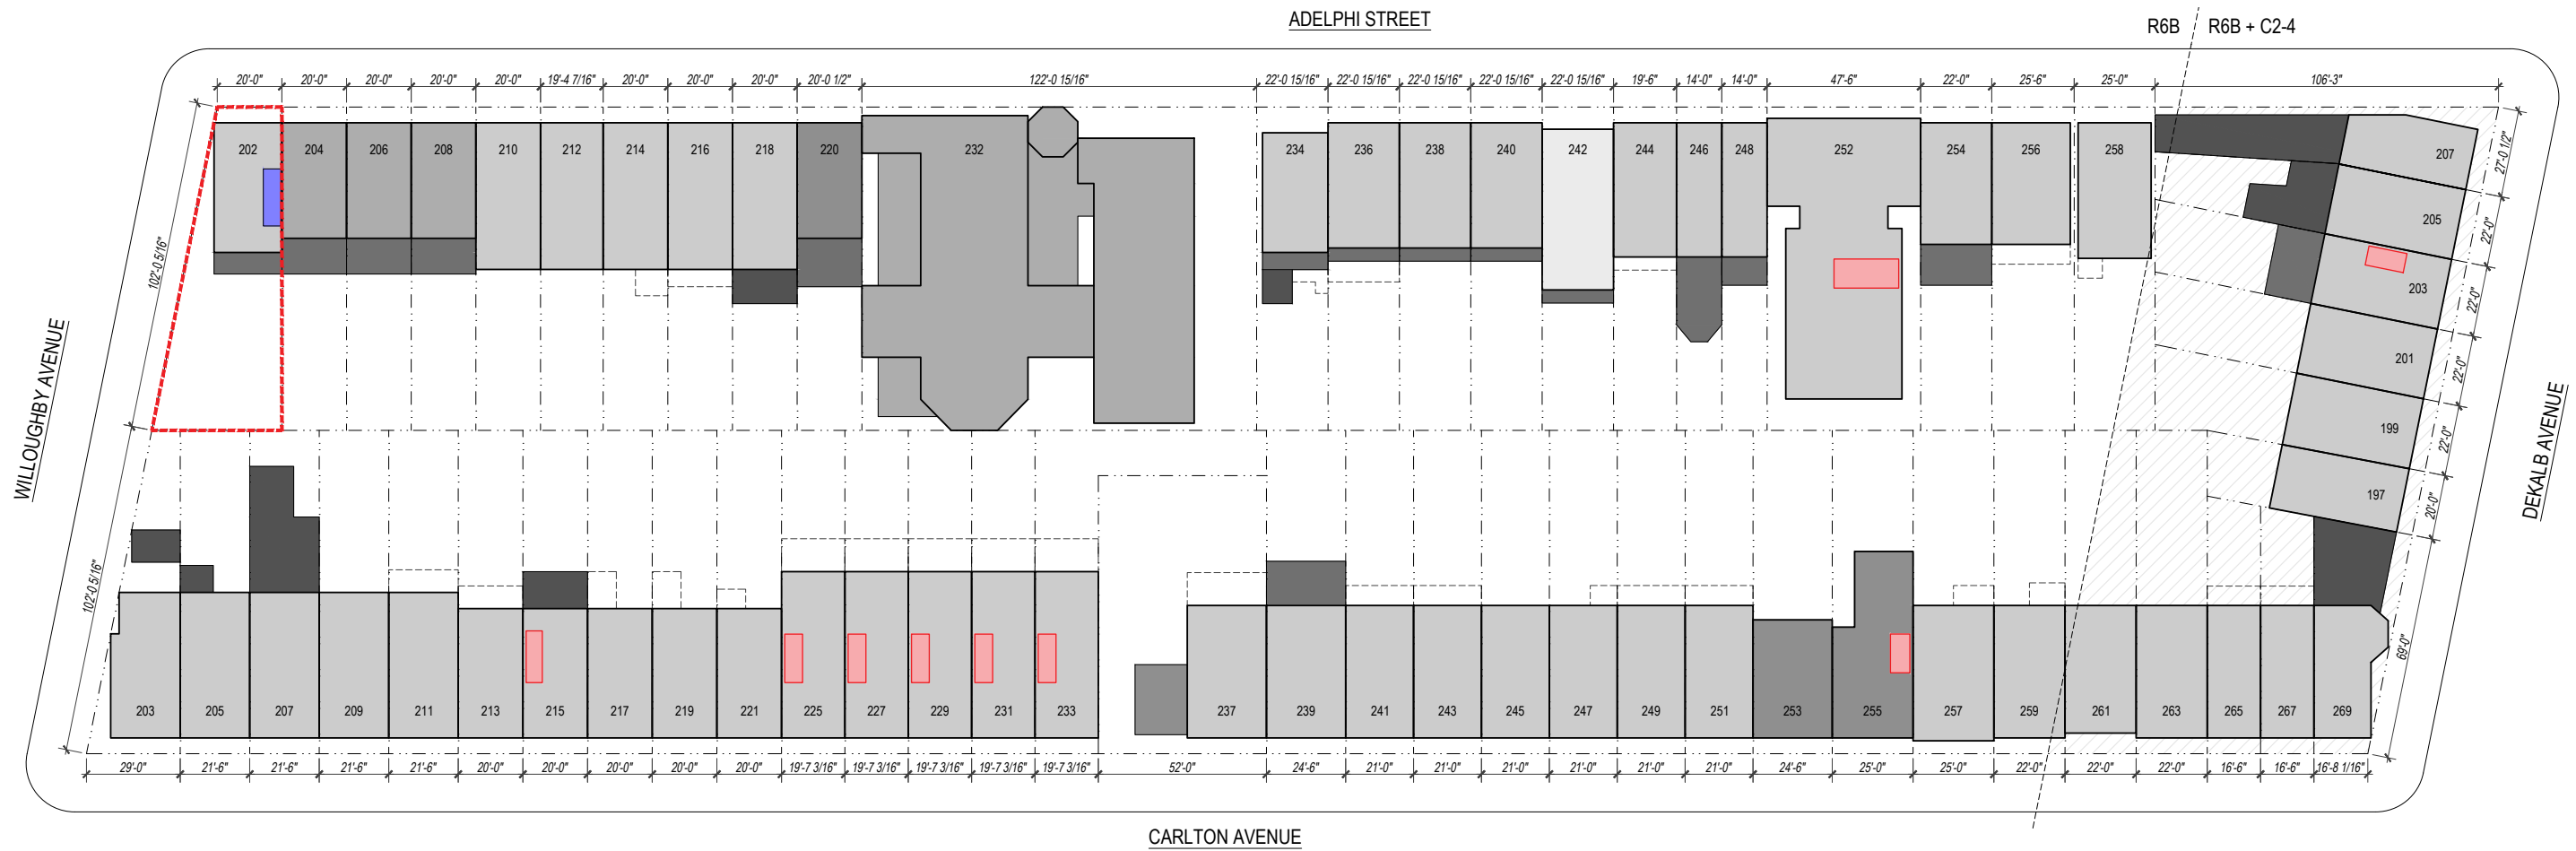 ADELPHI STREET
R6B
R6B + C2-4
20'-0" 20'-0" 20'-0" 20'-0" 20'-0" 19'-4 7/16" 20'-0" 20'-0" 20'-0" 20'-0 1/2" 122'-0 15/16" 22'-0 15/16" 22'-0 15/16" 22'-0 15/16" 22'-0 15/16" 22'-0 15/16" 19'-6" 14'-0" 14'-0" 47'-6" 22'-0" 25'-6" 25'-0" 106'-3"
202 204 206 208 210 212 214 216 218 220 232 234 236 238 240 242 244 246 248 252 254 256 258
207
205
203
201
199
197
27'-0 1/2"
22'-0"
22'-0"
22'-0"
22'-0"
20'-0"
69'-0"
102'-0 5/16"
102'-0 5/16"
WILLOUGHBY AVENUE
DEKALB AVENUE
203 205 207 209 211 213 215 217 219 221 225 227 229 231 233 237 239 241 243 245 247 249 251 253 255 257 259 261 263 265 267 269
29'-0" 21'-6" 21'-6" 21'-6" 21'-6" 20'-0" 20'-0" 20'-0" 20'-0" 20'-0" 19'-7 3/16" 19'-7 3/16" 19'-7 3/16" 19'-7 3/16" 19'-7 3/16" 52'-0" 24'-6" 21'-0" 21'-0" 21'-0" 21'-0" 21'-0" 21'-0" 24'-6" 25'-0" 25'-0" 22'-0" 22'-0" 22'-0" 16'-6" 16'-6" 16'-8 1/16"
CARLTON AVENUE